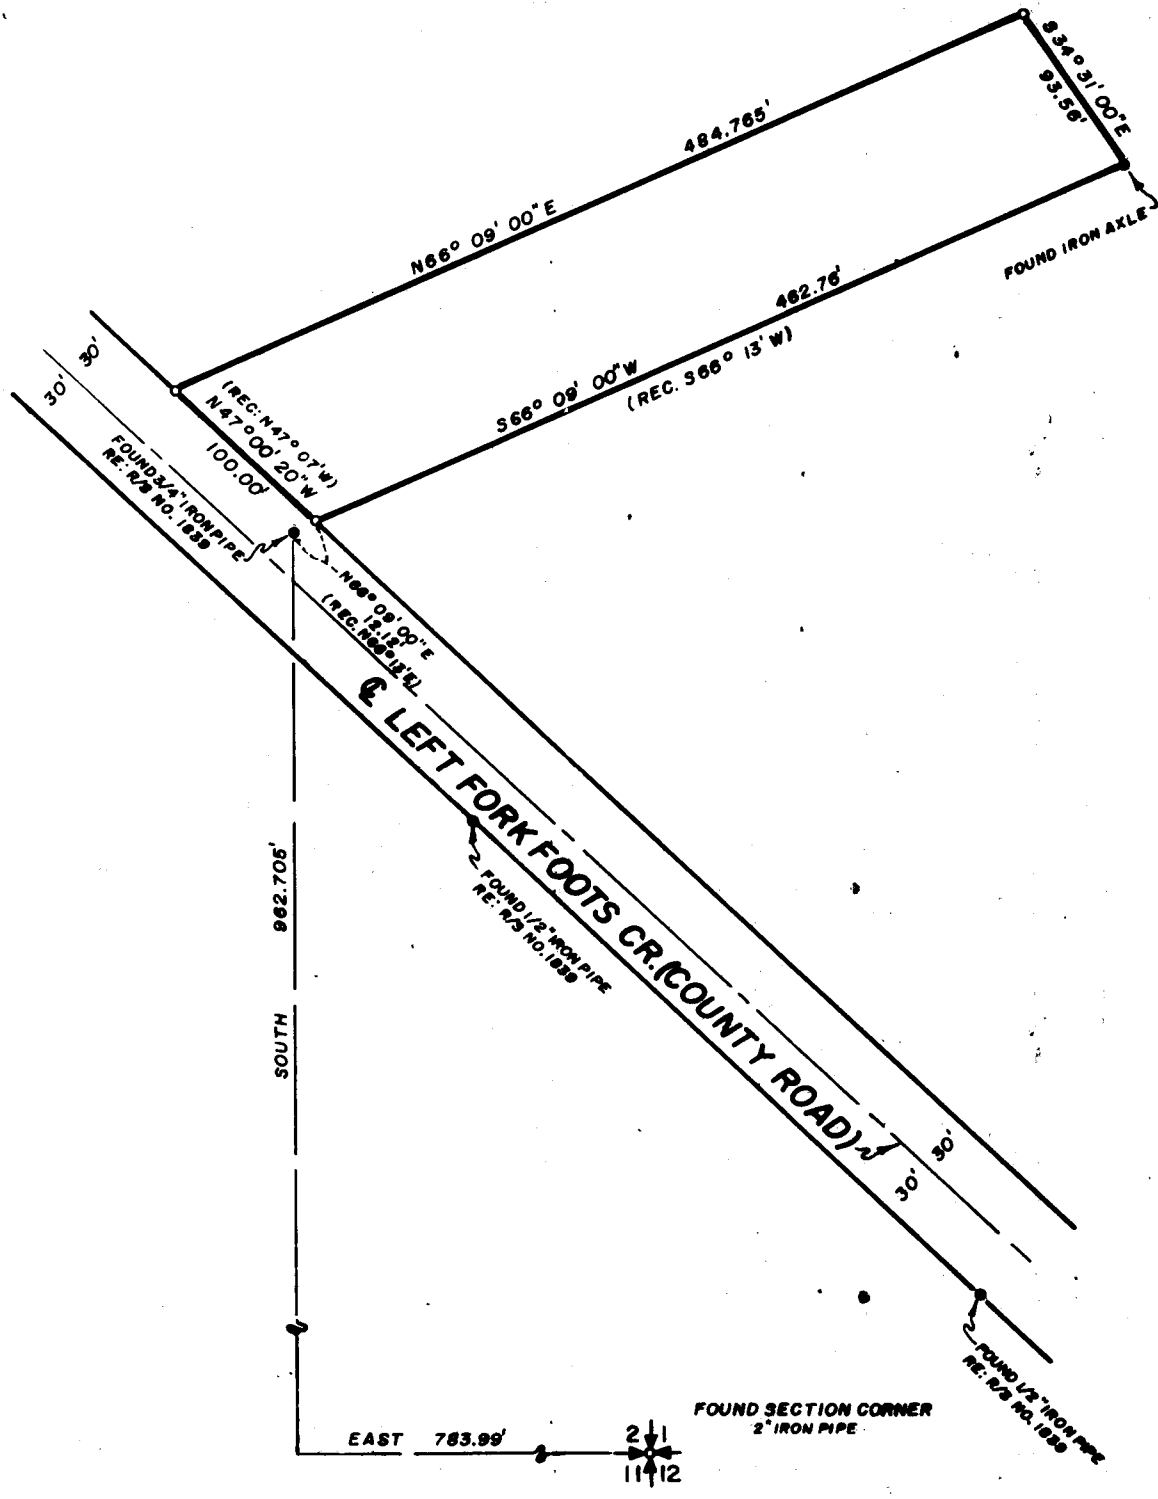 S34° 31' 00" E
93.56'
484.765'
N66° 09' 00" E
FOUND IRON AXLE
462.76'
S66° 09' 00" W
(REC. S66° 13' W)
30'
30'
(REC: N47° 07' W)
N47° 00' 20" W
100.00'
FOUND 3/4" IRON PIPE
RE: R/S NO. 1839
N66° 09' 00" E
12.12'
(REC. N66° 13' E)
℄ LEFT FORK FOOTS CR. (COUNTY ROAD)
962.705'
SOUTH
FOUND 1/2" IRON PIPE
RE: R/S NO. 1839
30'
30'
FOUND 1/2" IRON PIPE
RE: R/S NO. 1839
FOUND SECTION CORNER
2" IRON PIPE
EAST 783.99'
2 1
11 12